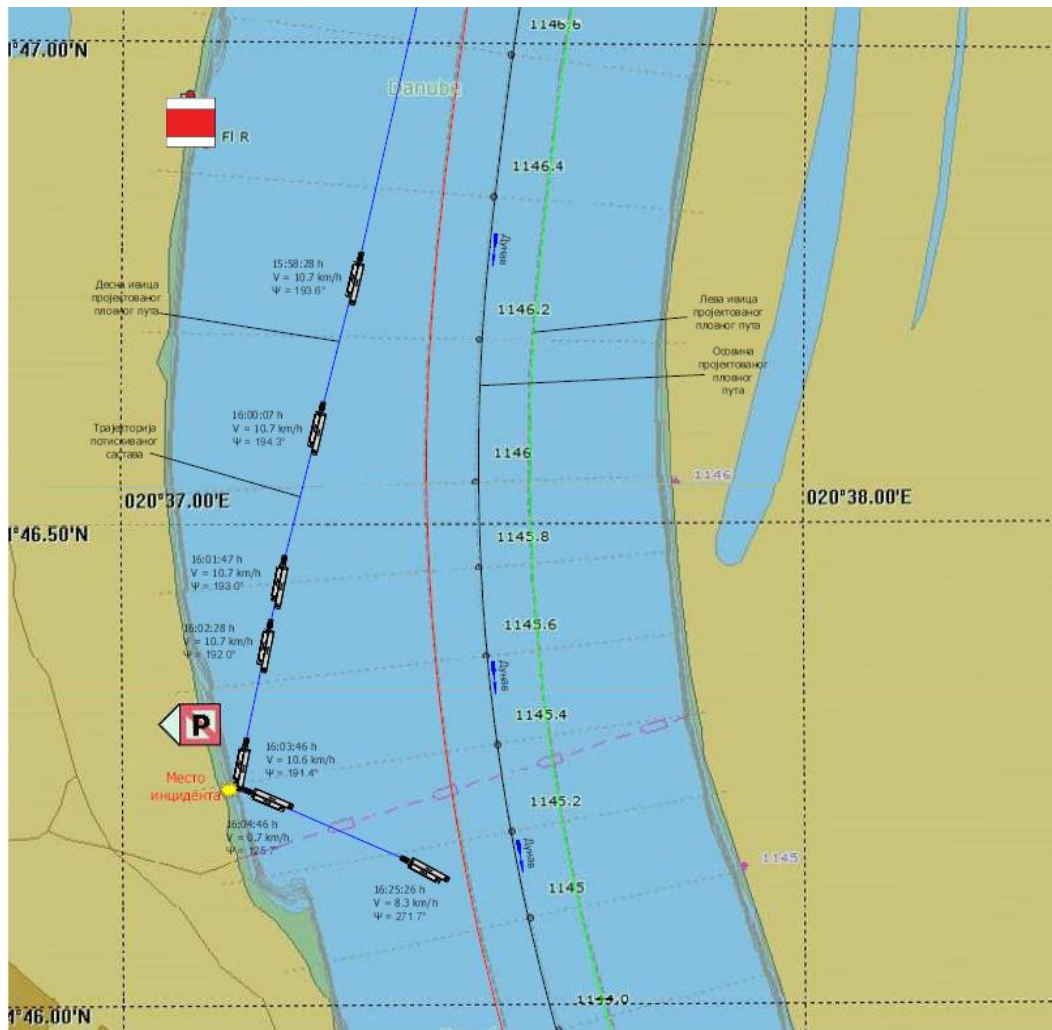 1146.6
4°47.00'N
Danube
Fl R
1146.4
Дунав
15:58:28 h
V = 10.7 km/h
Ψ = 193.6°
Десна ивица
пројектованог
пловног пута
1146.2
Лева ивица
пројектованог
пловног пута
Осовина
пројектованог
пловног
пута
16:00:07 h
V = 10.7 km/h
Ψ = 194.3°
Трајекторија
потискиваног
састава
1146
1146
020°37.00'E
020°38.00'E
4°46.50'N
1145.8
16:01:47 h
V = 10.7 km/h
Ψ = 193.0°
16:02:28 h
V = 10.7 km/h
Ψ = 192.0°
1145.6
Дунав
1145.4
P
16:03:46 h
V = 10.6 km/h
Ψ = 191.4°
Место
инцидёнта
1145.2
16:04:46 h
V = 0.7 km/h
Ψ = 125.7°
Дунав
1145
1145
16:25:26 h
V = 8.3 km/h
Ψ = 271.7°
4°46.00'N